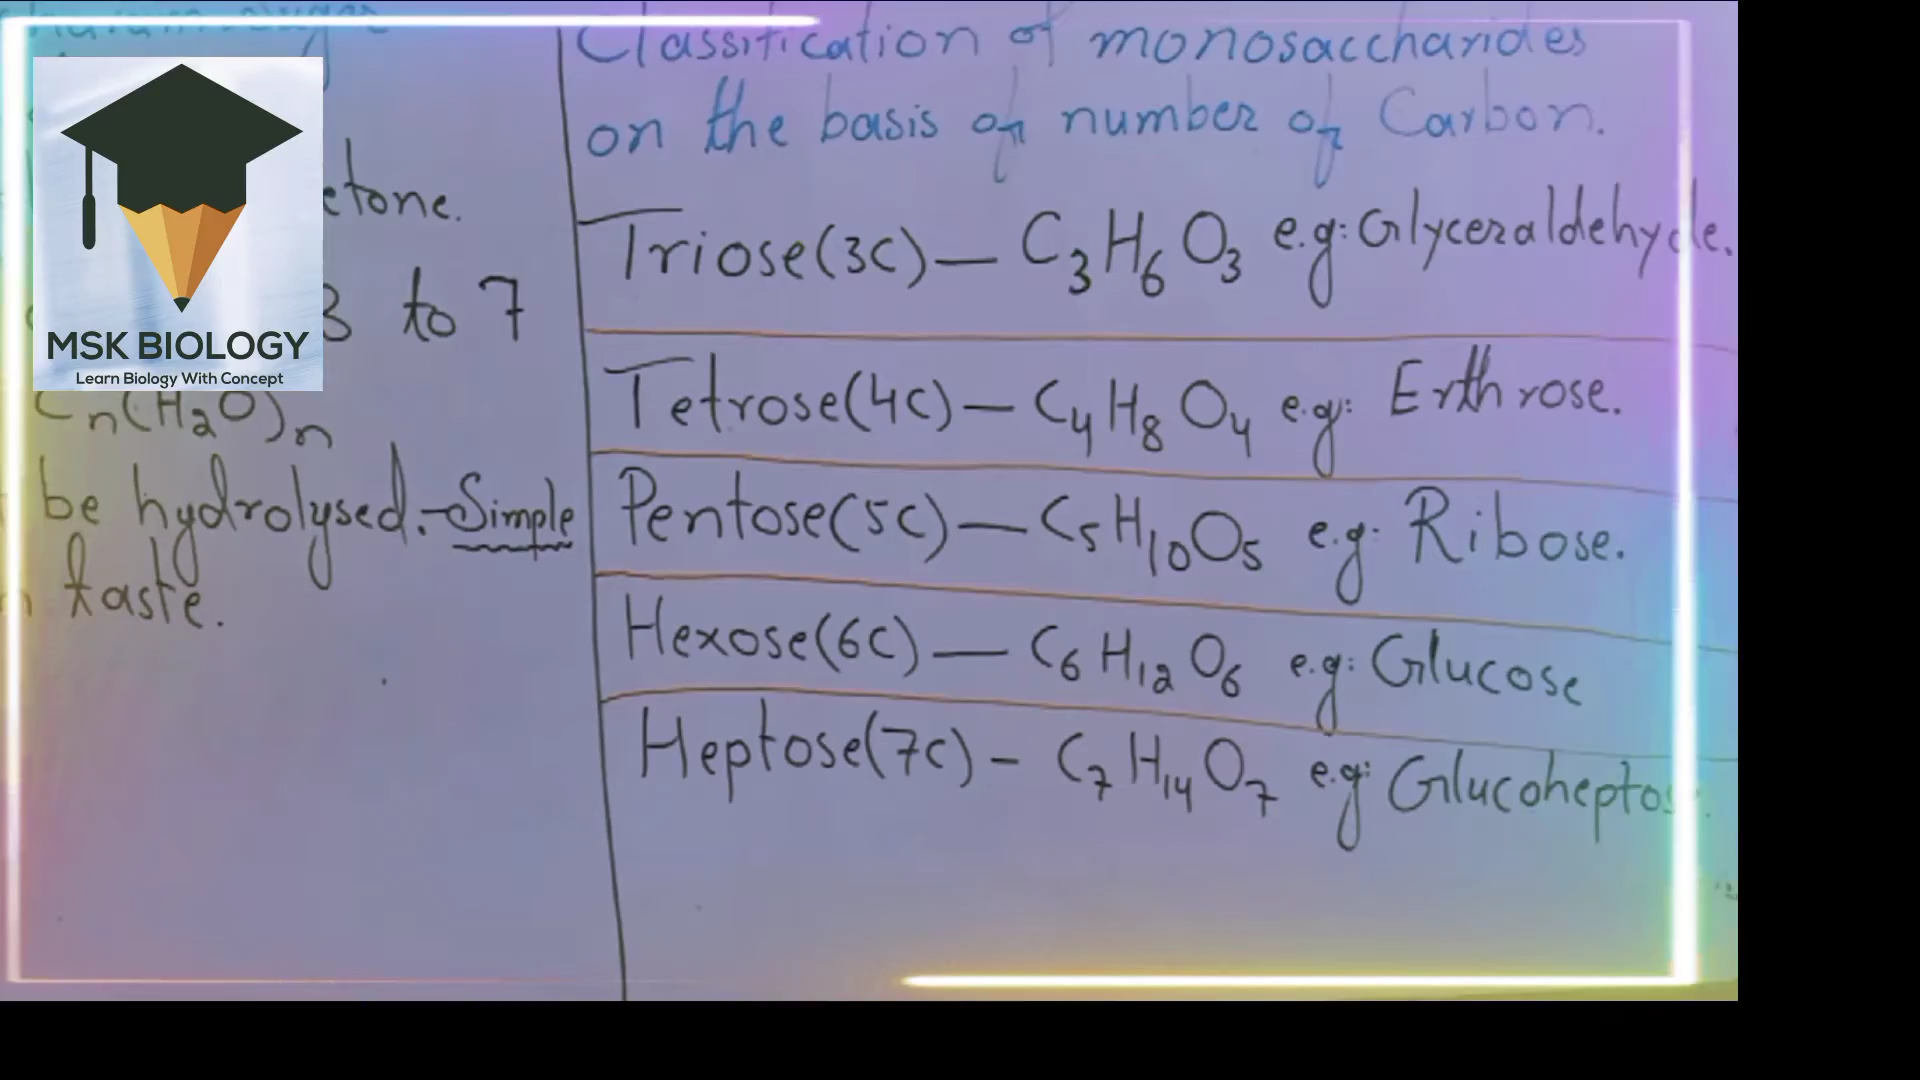 Classification of monosaccharides
on the basis of number of Carbon.
etone.
3 to 7
Cn(H2O)n
be hydrolysed.-Simple
taste.
Triose(3C)— C3H6O3 e.g:Glyceraldehyde.
Tetrose(4C)— C4H8O4 e.g: Erthrose.
Pentose(5C)— C5H10O5 e.g: Ribose.
Hexose(6C)— C6H12O6 e.g: Glucose
Heptose(7C)- C7H14O7 e.g: Glucoheptos
MSK BIOLOGY
Learn Biology With Concept